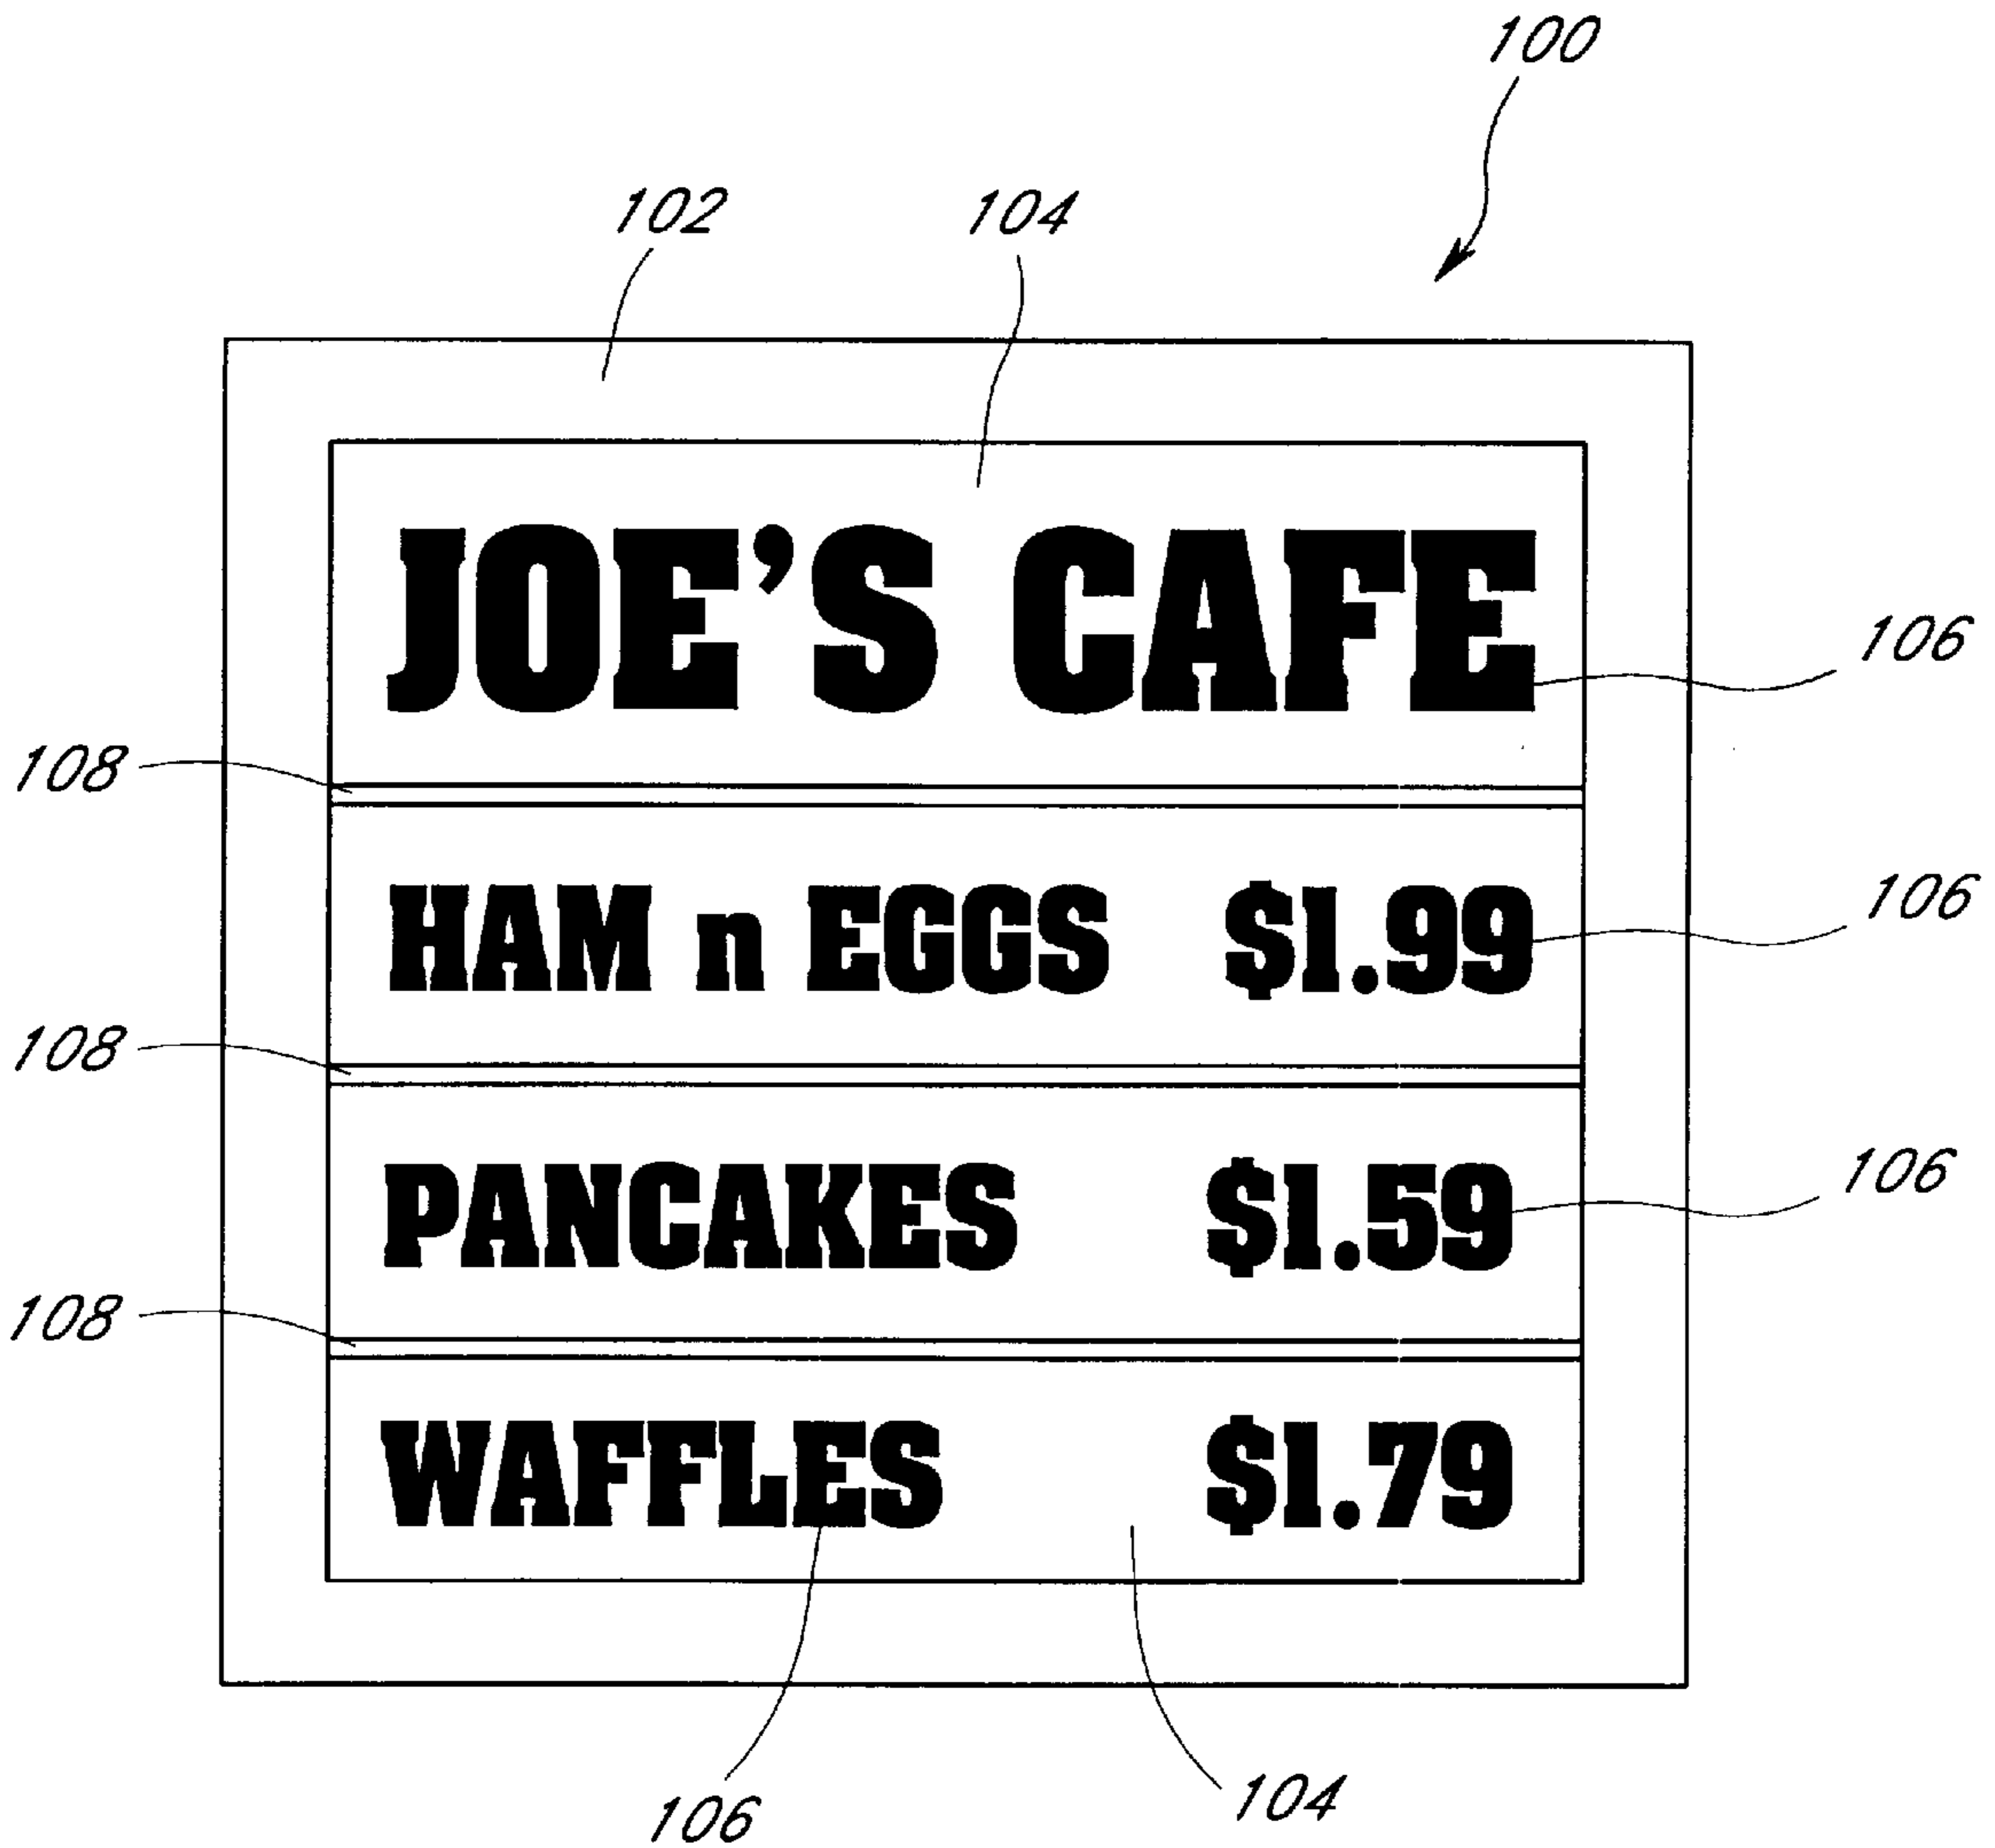 100
102 104
JOE'S CAFE
106
108
HAM n EGGS $1.99
106
108
PANCAKES $1.59
106
108
WAFFLES $1.79
106 104